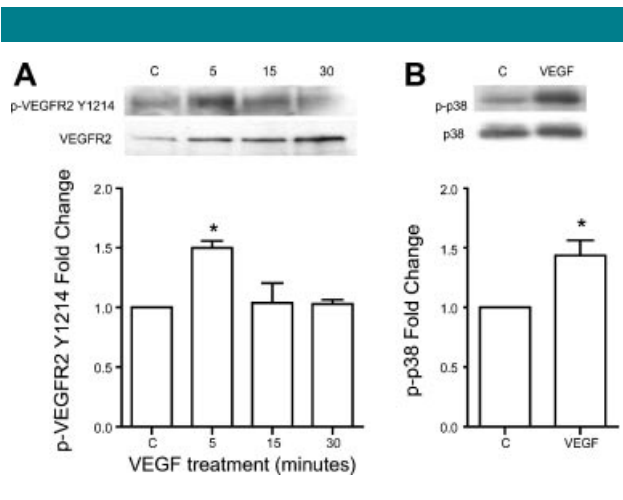 A
C 5 15 30
p-VEGFR2 Y1214
VEGFR2
p-VEGFR2 Y1214 Fold Change
2.0
1.5
1.0
0.5
0.0
*
C 5 15 30
VEGF treatment (minutes)
B
C VEGF
p-p38
p38
p-p38 Fold Change
2.0
1.5
1.0
0.5
0.0
*
C VEGF